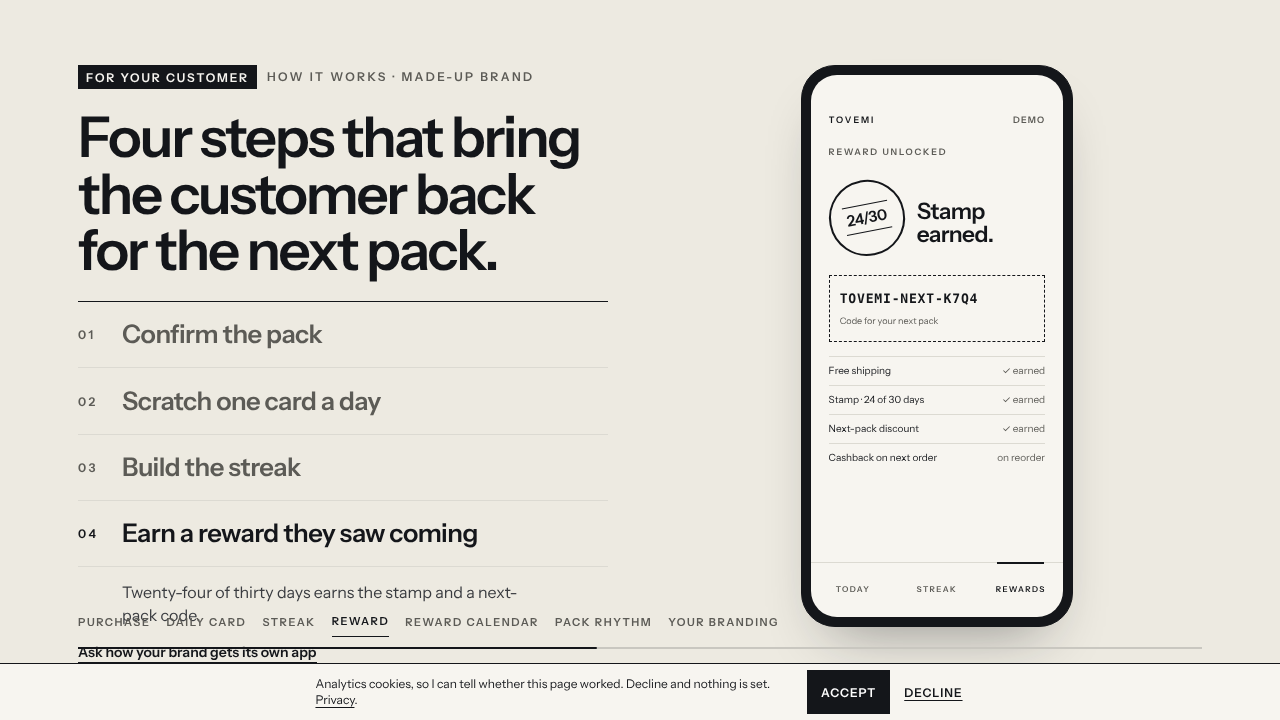 FOR YOUR CUSTOMER HOW IT WORKS · MADE-UP BRAND
Four steps that bring
the customer back
for the next pack.
01 Confirm the pack
02 Scratch one card a day
03 Build the streak
04 Earn a reward they saw coming
Twenty-four of thirty days earns the stamp and a next-
pack code.
PURCHASE DAILY CARD STREAK REWARD REWARD CALENDAR PACK RHYTHM YOUR BRANDING
Ask how your brand gets its own app
TOVEMI DEMO
REWARD UNLOCKED
24/30
Stamp
earned.
TOVEMI-NEXT-K7Q4
Code for your next pack
Free shipping ✓ earned
Stamp · 24 of 30 days ✓ earned
Next-pack discount ✓ earned
Cashback on next order on reorder
TODAY STREAK REWARDS
Analytics cookies, so I can tell whether this page worked. Decline and nothing is set.
Privacy.
ACCEPT DECLINE